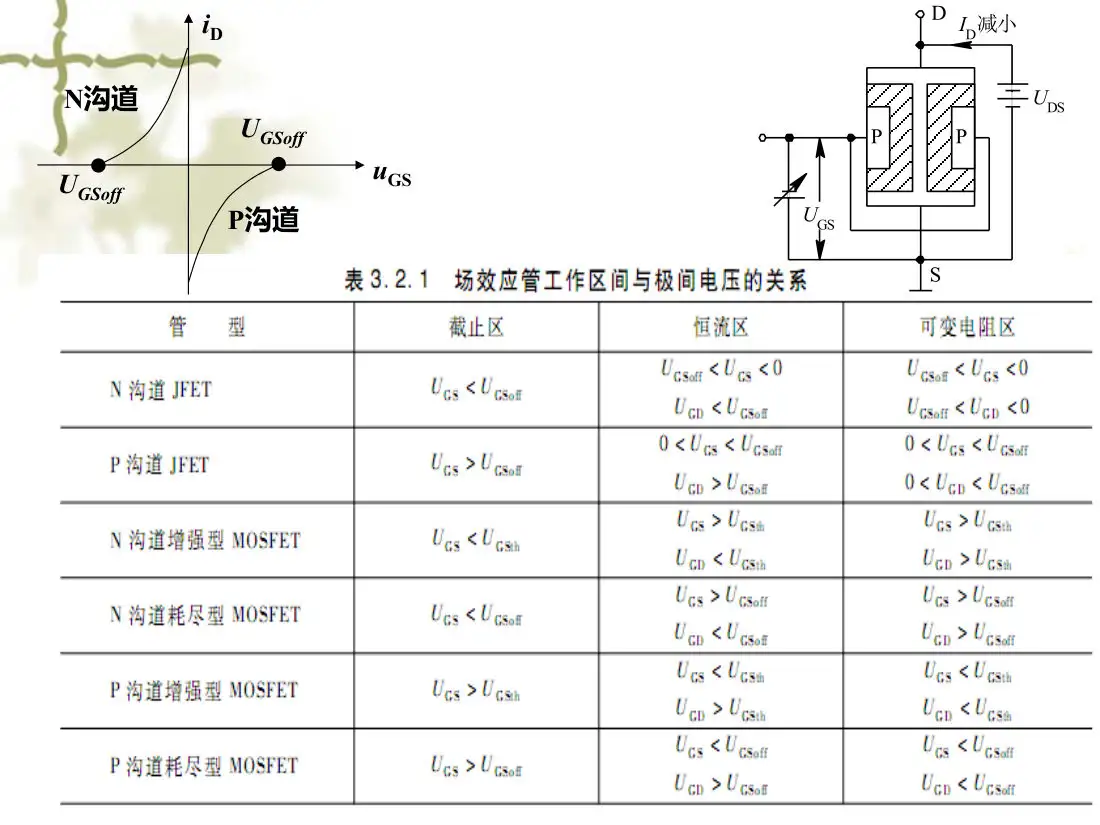 iD
N沟道
UGSoff
UGSoff
uGS
P沟道
D
ID 减小
UDS
P
P
UGS
S
表 3.2.1 场效应管工作区间与极间电压的关系
管 型 截止区 恒流区 可变电阻区
N 沟道 JFET UGS<UGSoff UGSoff<UGS<0 UGSoff<UGS<0
UGD<UGSoff UGSoff<UGD<0
P 沟道 JFET UGS>UGSoff 0<UGS<UGSoff 0<UGS<UGSoff
UGD>UGSoff 0<UGD<UGSoff
N 沟道增强型 MOSFET UGS<UGSth UGS>UGSth UGS>UGSth
UGD<UGSth UGD>UGSth
N 沟道耗尽型 MOSFET UGS<UGSoff UGS>UGSoff UGS>UGSoff
UGD<UGSoff UGD>UGSoff
P 沟道增强型 MOSFET UGS>UGSth UGS<UGSth UGS<UGSth
UGD>UGSth UGD<UGSth
P 沟道耗尽型 MOSFET UGS>UGSoff UGS<UGSoff UGS<UGSoff
UGD>UGSoff UGD<UGSoff